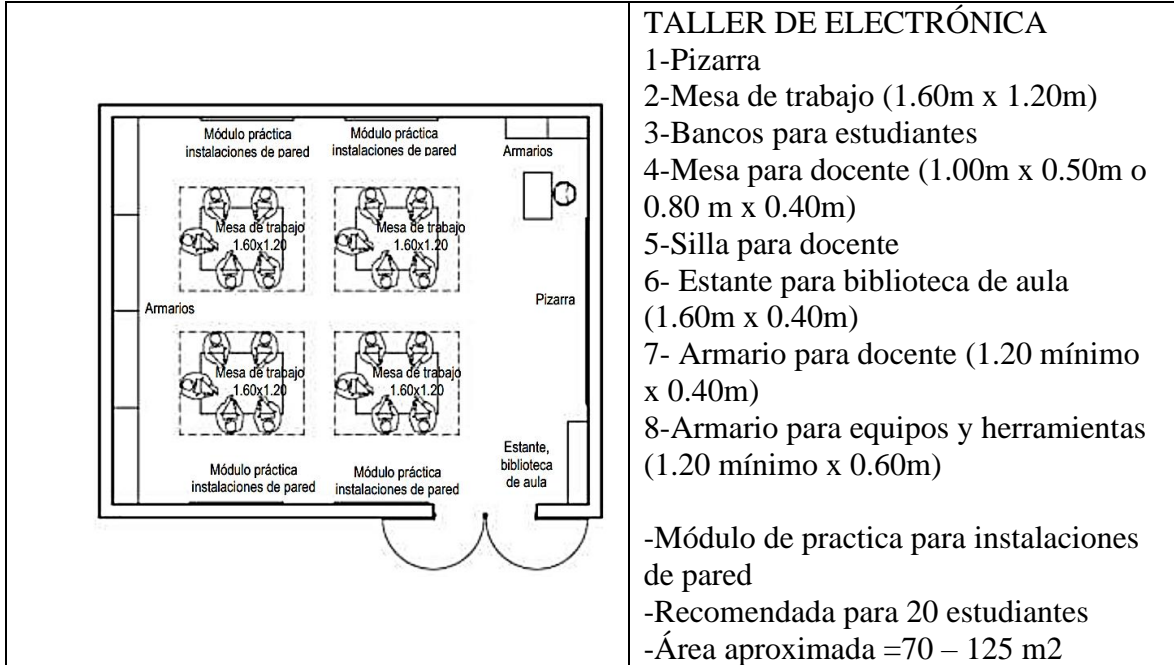 Módulo práctica
instalaciones de pared
Módulo práctica
instalaciones de pared
Armarios
Mesa de trabajo
1.60x1.20
Mesa de trabajo
1.60x1.20
Armarios
Pizarra
Mesa de trabajo
1.60x1.20
Mesa de trabajo
1.60x1.20
Módulo práctica
instalaciones de pared
Módulo práctica
instalaciones de pared
Estante,
biblioteca
de aula
TALLER DE ELECTRÓNICA
1-Pizarra
2-Mesa de trabajo (1.60m x 1.20m)
3-Bancos para estudiantes
4-Mesa para docente (1.00m x 0.50m o
0.80 m x 0.40m)
5-Silla para docente
6- Estante para biblioteca de aula
(1.60m x 0.40m)
7- Armario para docente (1.20 mínimo
x 0.40m)
8-Armario para equipos y herramientas
(1.20 mínimo x 0.60m)
-Módulo de practica para instalaciones
de pared
-Recomendada para 20 estudiantes
-Área aproximada =70 – 125 m2